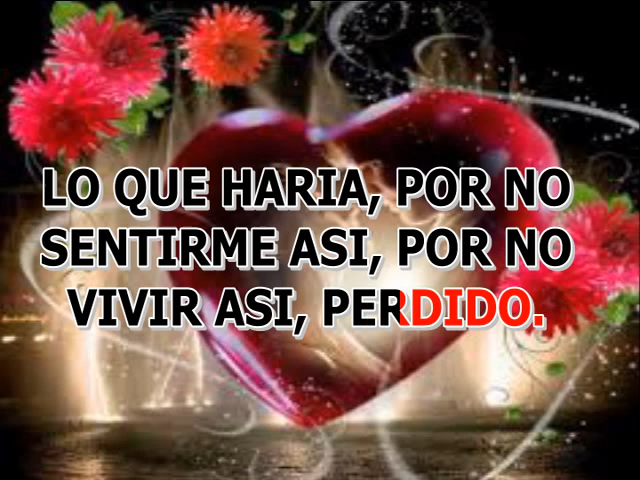 LO QUE HARIA, POR NO
SENTIRME ASI, POR NO
VIVIR ASI, PERDIDO.